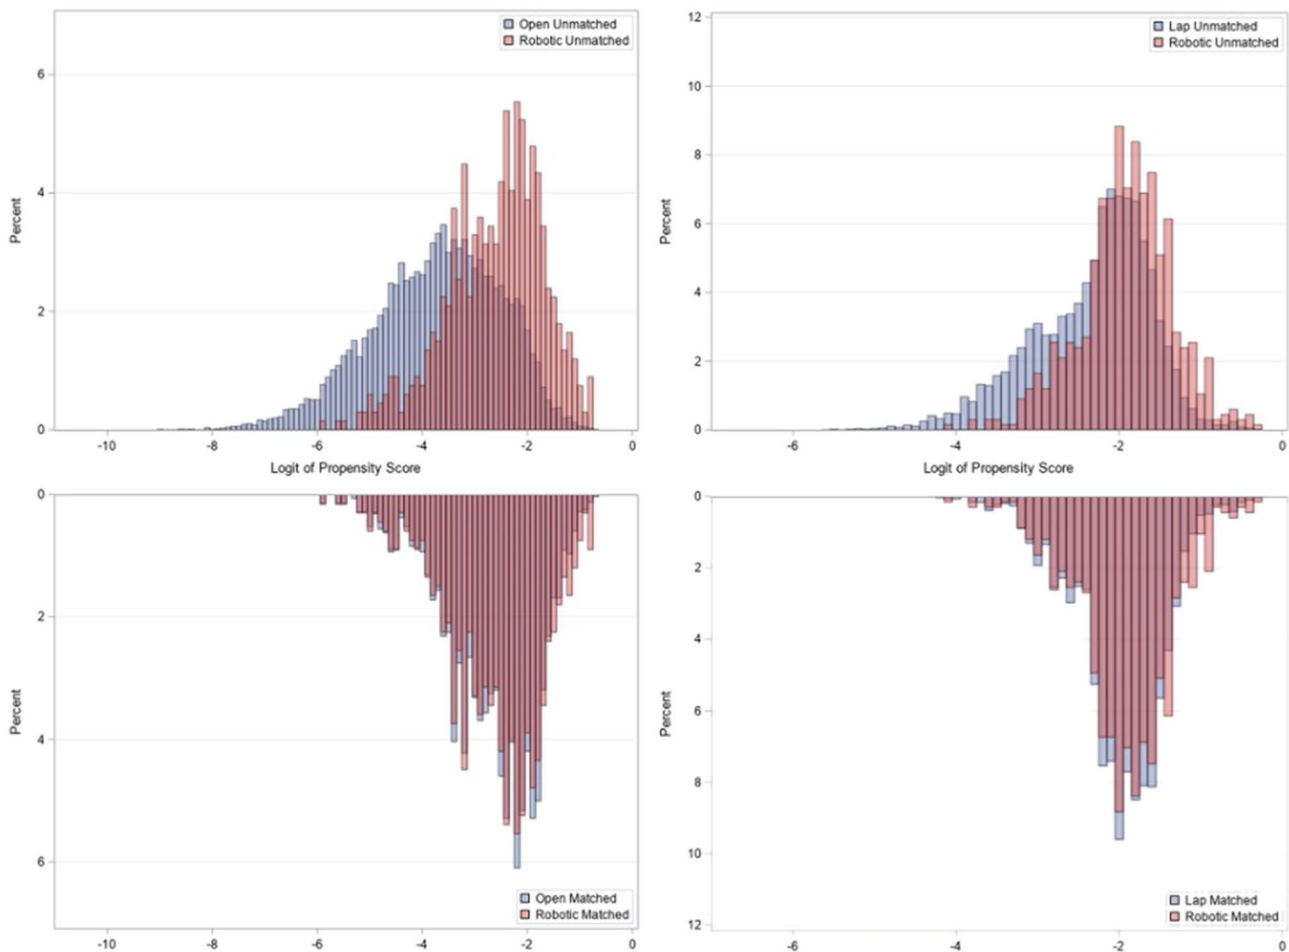 Open Unmatched
Robotic Unmatched
6
4
2
0
Percent
-10 -8 -6 -4 -2 0
Logit of Propensity Score
Lap Unmatched
Robotic Unmatched
12
10
8
6
4
2
0
Percent
-6 -4 -2 0
Logit of Propensity Score
0
2
4
6
Percent
Open Matched
Robotic Matched
-10 -8 -6 -4 -2 0
0
2
4
6
8
10
12
Percent
Lap Matched
Robotic Matched
-6 -4 -2 0